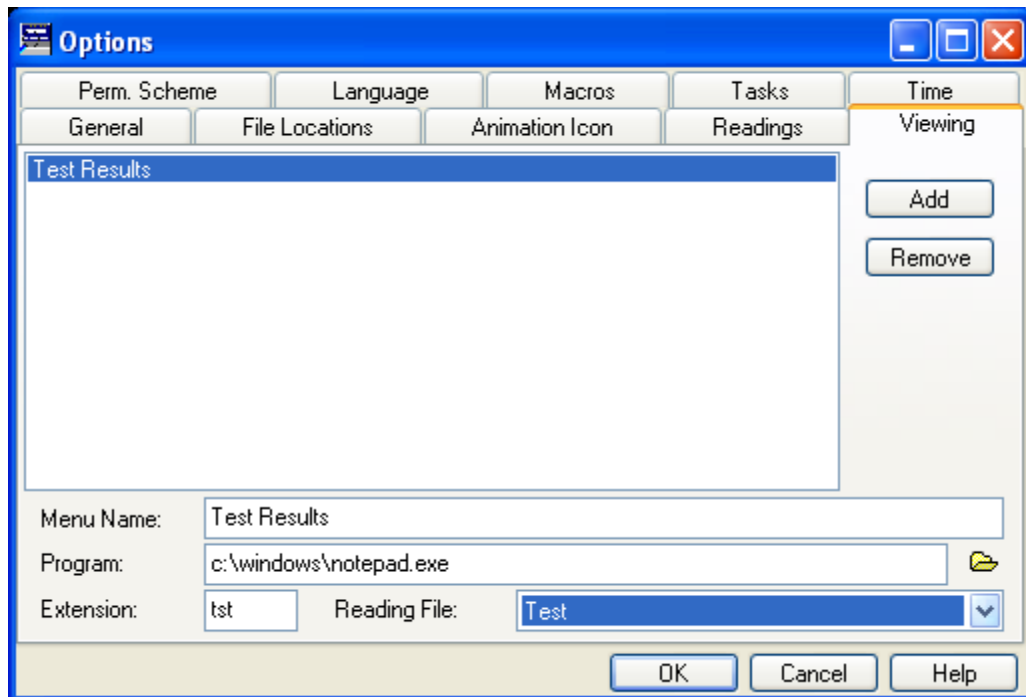 Options
Perm. Scheme Language Macros Tasks Time
General File Locations Animation Icon Readings Viewing
Test Results
Add
Remove
Menu Name: Test Results
Program: c:\windows\notepad.exe
Extension: tst Reading File: Test
OK Cancel Help